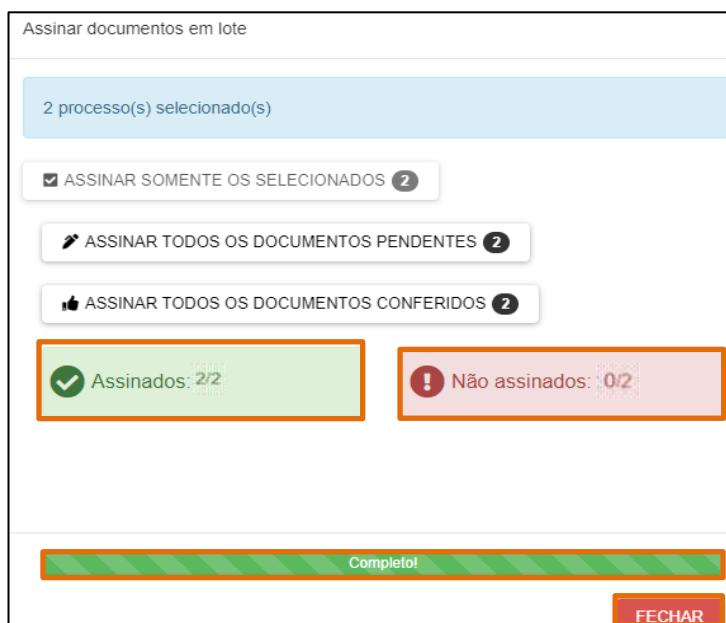 Assinar documentos em lote
2 processo(s) selecionado(s)
ASSINAR SOMENTE OS SELECIONADOS 2
ASSINAR TODOS OS DOCUMENTOS PENDENTES 2
ASSINAR TODOS OS DOCUMENTOS CONFERIDOS 2
Assinados: 2/2
Não assinados: 0/2
Completo!
FECHAR